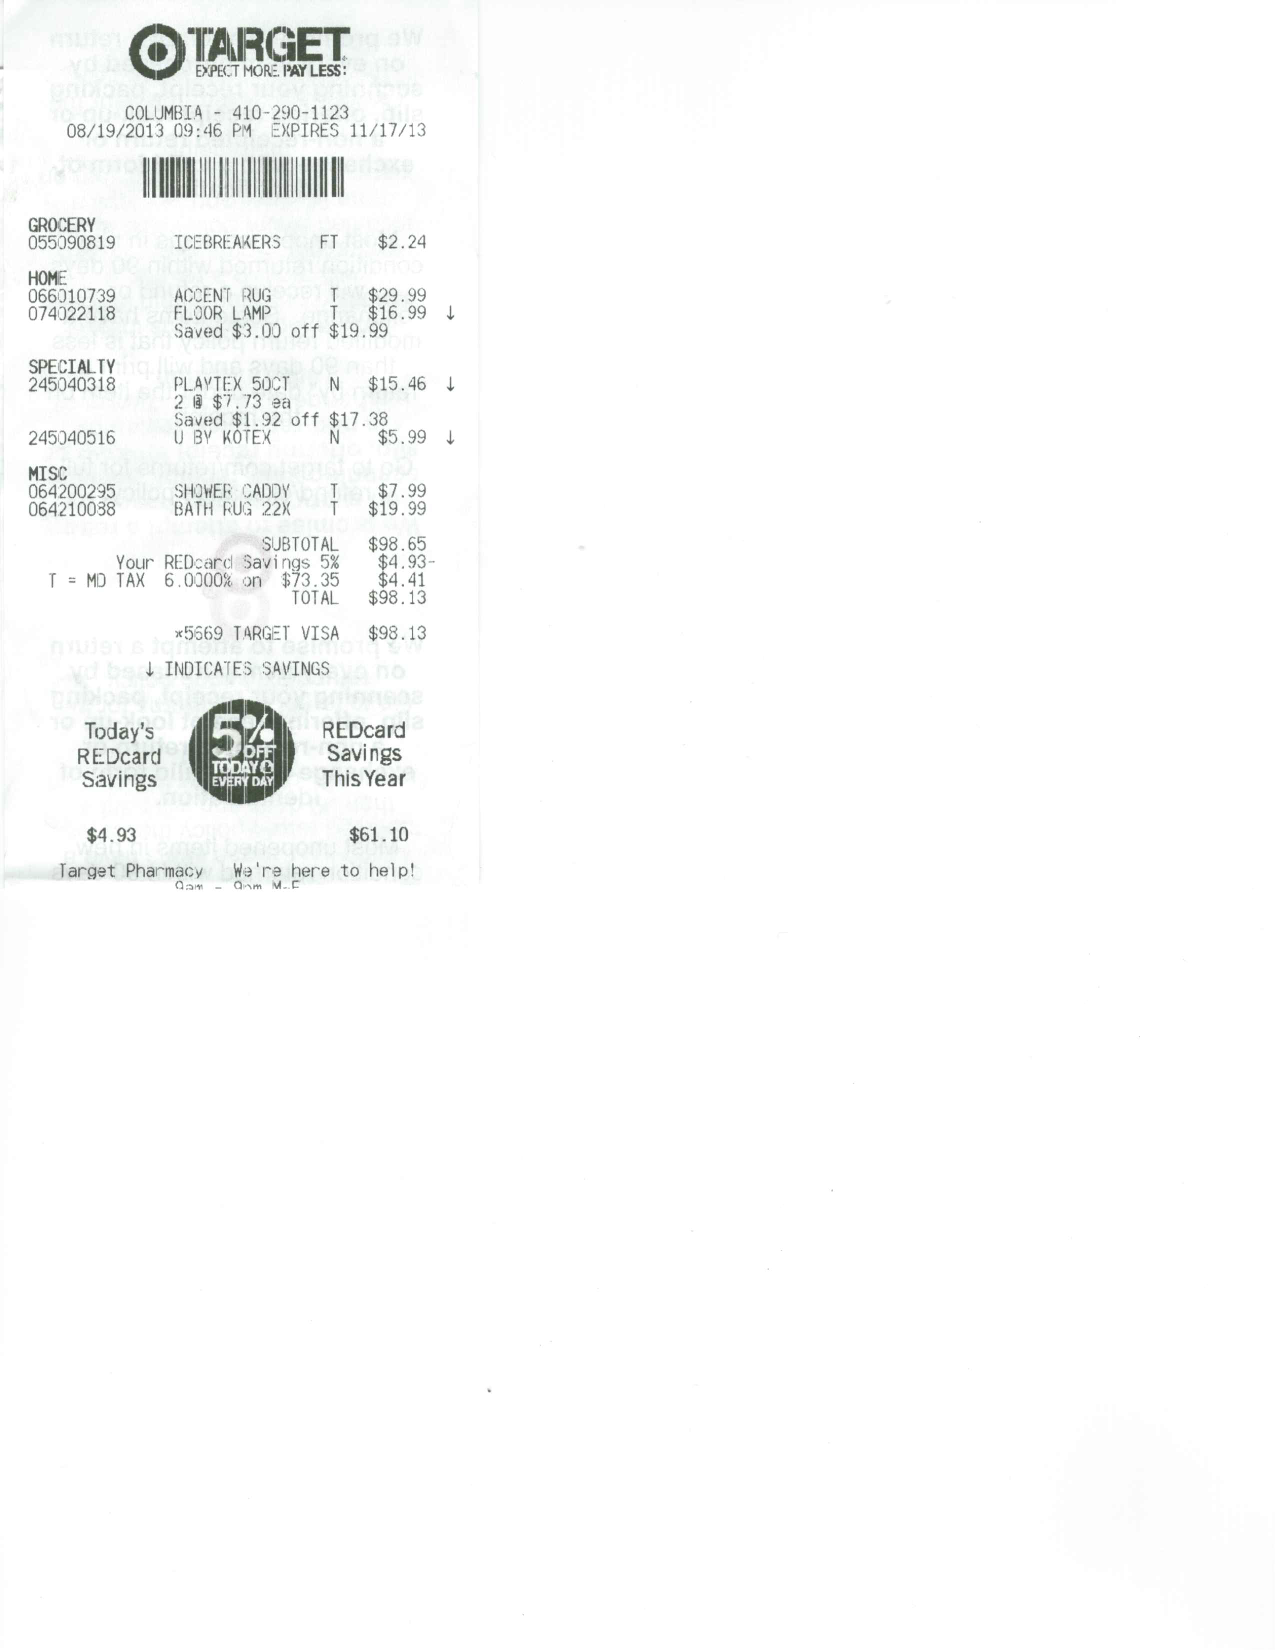 TARGET
EXPECT MORE. PAY LESS.
COLUMBIA - 410-290-1123
08/19/2013 09:46 PM EXPIRES 11/17/13
GROCERY
055090819 ICEBREAKERS FT $2.24
HOME
066010739 ACCENT RUG T $29.99
074022118 FLOOR LAMP T $16.99 ↓
Saved $3.00 off $19.99
SPECIALTY
245040318 PLAYTEX 50CT N $15.46 ↓
2 @ $7.73 ea
Saved $1.92 off $17.38
245040516 U BY KOTEX N $5.99 ↓
MISC
064200295 SHOWER CADDY T $7.99
064210038 BATH RUG 22X T $19.99
SUBTOTAL $98.65
Your REDcard Savings 5% $4.93-
T = MD TAX 6.0000% on $73.35 $4.41
TOTAL $98.13
*5669 TARGET VISA $98.13
↓ INDICATES SAVINGS
Today's REDcard Savings
5% OFF TODAY & EVERY DAY
REDcard Savings This Year
$4.93 $61.10
Target Pharmacy We're here to help!
9am - 9pm M-F